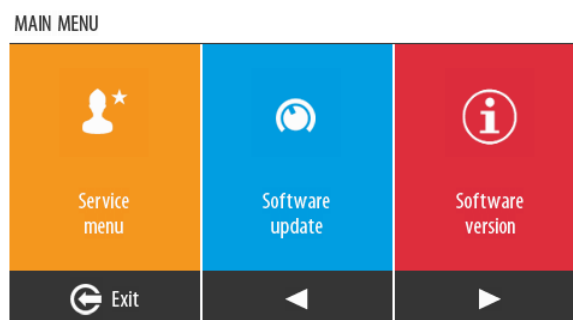 MAIN MENU
Service
menu
Software
update
Software
version
Exit